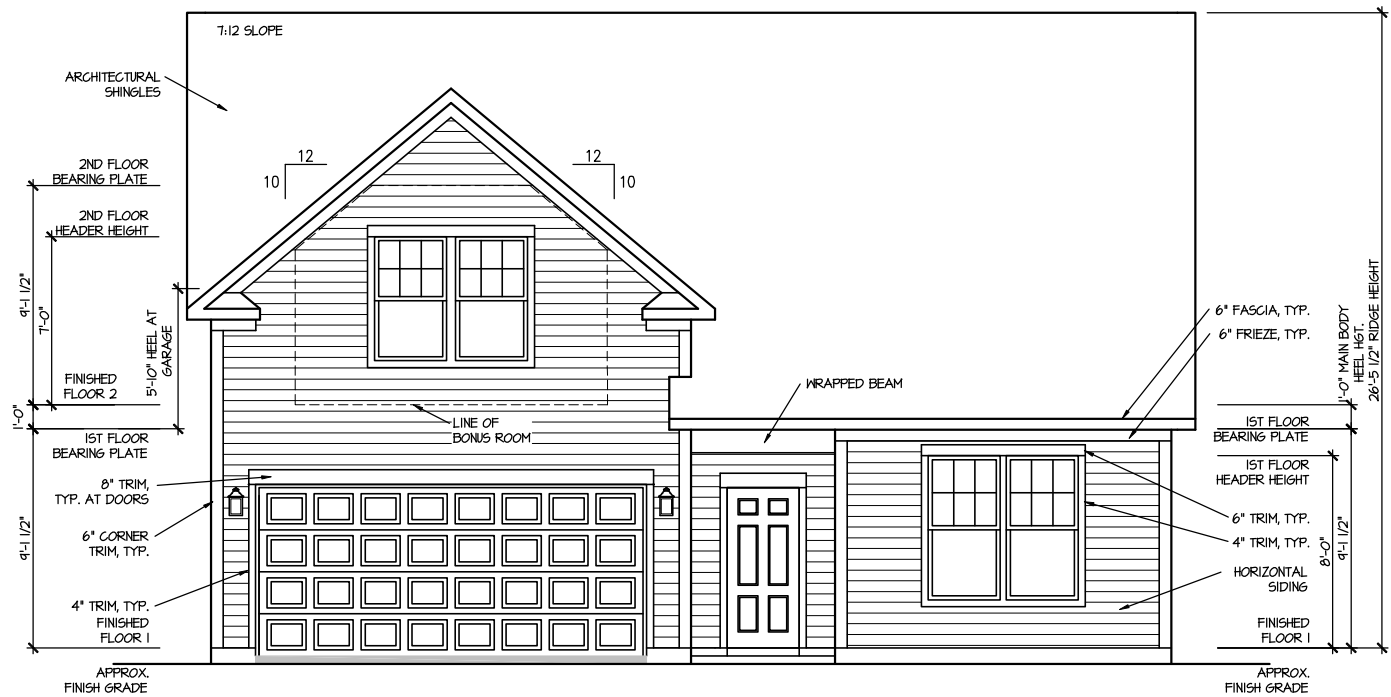 7:12 SLOPE
ARCHITECTURAL
SHINGLES
12
10
12
10
2ND FLOOR
BEARING PLATE
2ND FLOOR
HEADER HEIGHT
9'-1 1/2"
7'-0"
5'-10" HEEL AT
GARAGE
FINISHED
FLOOR 2
1'-0"
1ST FLOOR
BEARING PLATE
8" TRIM,
TYP. AT DOORS
6" CORNER
TRIM, TYP.
9'-1 1/2"
4" TRIM, TYP.
FINISHED
FLOOR 1
APPROX.
FINISH GRADE
LINE OF
BONUS ROOM
WRAPPED BEAM
6" FASCIA, TYP.
6" FRIEZE, TYP.
1'-0" MAIN BODY
HEEL HGT.
26'-5 1/2" RIDGE HEIGHT
1ST FLOOR
BEARING PLATE
1ST FLOOR
HEADER HEIGHT
6" TRIM, TYP.
4" TRIM, TYP.
8'-0"
9'-1 1/2"
HORIZONTAL
SIDING
FINISHED
FLOOR 1
APPROX.
FINISH GRADE